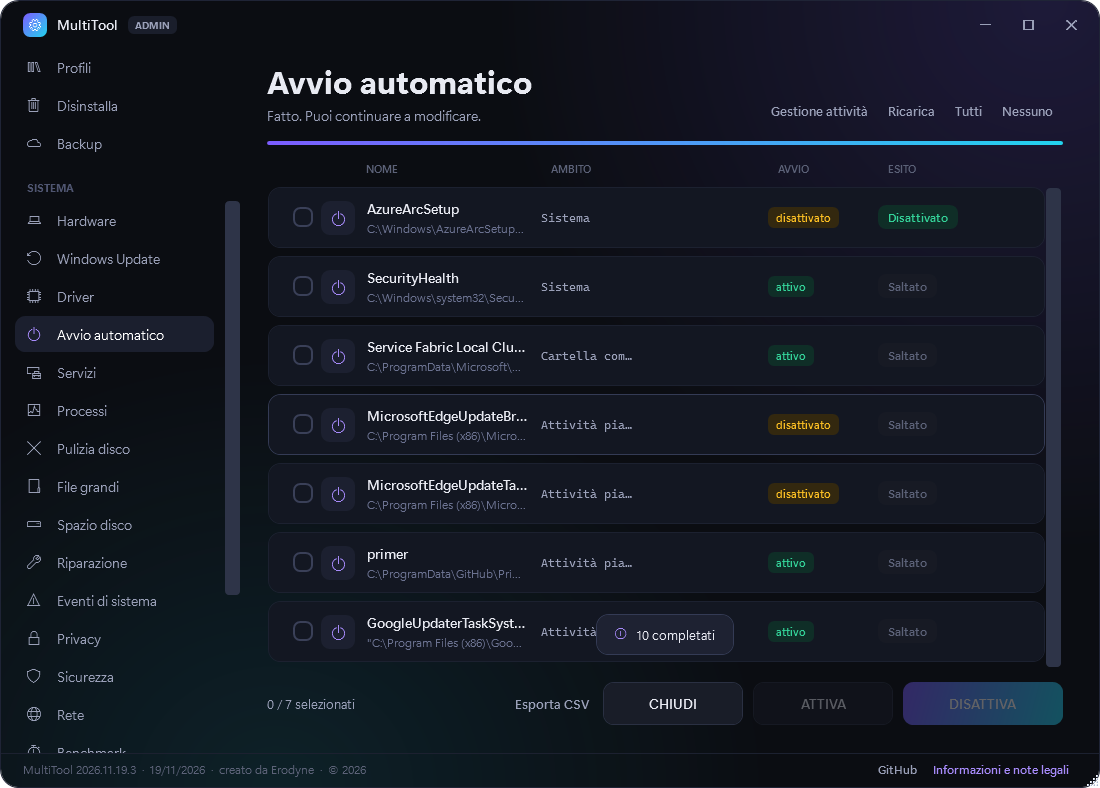 MultiTool ADMIN
Profili
Disinstalla
Backup
SISTEMA
Hardware
Windows Update
Driver
Avvio automatico
Servizi
Processi
Pulizia disco
File grandi
Spazio disco
Riparazione
Eventi di sistema
Privacy
Sicurezza
Rete
Benchmark
Avvio automatico
Fatto. Puoi continuare a modificare.
Gestione attività Ricarica Tutti Nessuno
NOME AMBITO AVVIO ESITO
AzureArcSetup
C:\Windows\AzureArcSetup...
Sistema disattivato Disattivato
SecurityHealth
C:\Windows\system32\Secu...
Sistema attivo Saltato
Service Fabric Local Clu...
C:\ProgramData\Microsoft\...
Cartella com… attivo Saltato
MicrosoftEdgeUpdateBr...
C:\Program Files (x86)\Micro...
Attività pia… disattivato Saltato
MicrosoftEdgeUpdateTa...
C:\Program Files (x86)\Micro...
Attività pia… disattivato Saltato
primer
C:\ProgramData\GitHub\Pri...
Attività pia… attivo Saltato
GoogleUpdaterTaskSyst...
"C:\Program Files (x86)\Goo...
Attività attivo Saltato
10 completati
0 / 7 selezionati
Esporta CSV CHIUDI ATTIVA DISATTIVA
MultiTool 2026.11.19.3 · 19/11/2026 · creato da Erodyne · © 2026
GitHub Informazioni e note legali